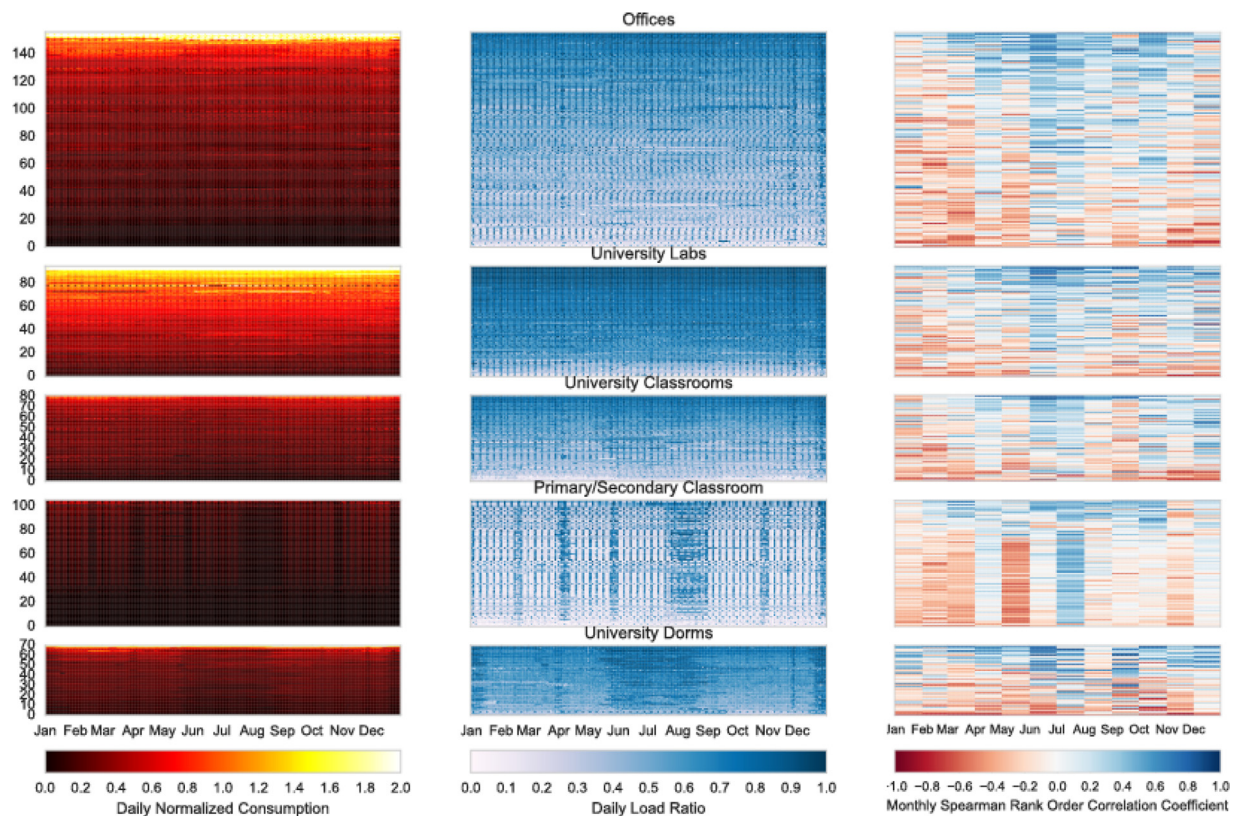 Offices
140
120
100
80
60
40
20
0
University Labs
80
60
40
20
0
University Classrooms
80
70
60
50
40
30
20
10
0
Primary/Secondary Classroom
100
80
60
40
20
0
University Dorms
70
60
50
40
30
20
10
0
Jan Feb Mar Apr May Jun Jul Aug Sep Oct Nov Dec
Jan Feb Mar Apr May Jun Jul Aug Sep Oct Nov Dec
Jan Feb Mar Apr May Jun Jul Aug Sep Oct Nov Dec
0.0 0.2 0.4 0.6 0.8 1.0 1.2 1.4 1.6 1.8 2.0
Daily Normalized Consumption
0.0 0.1 0.2 0.3 0.4 0.5 0.6 0.7 0.8 0.9 1.0
Daily Load Ratio
-1.0 -0.8 -0.6 -0.4 -0.2 0.0 0.2 0.4 0.6 0.8 1.0
Monthly Spearman Rank Order Correlation Coefficient